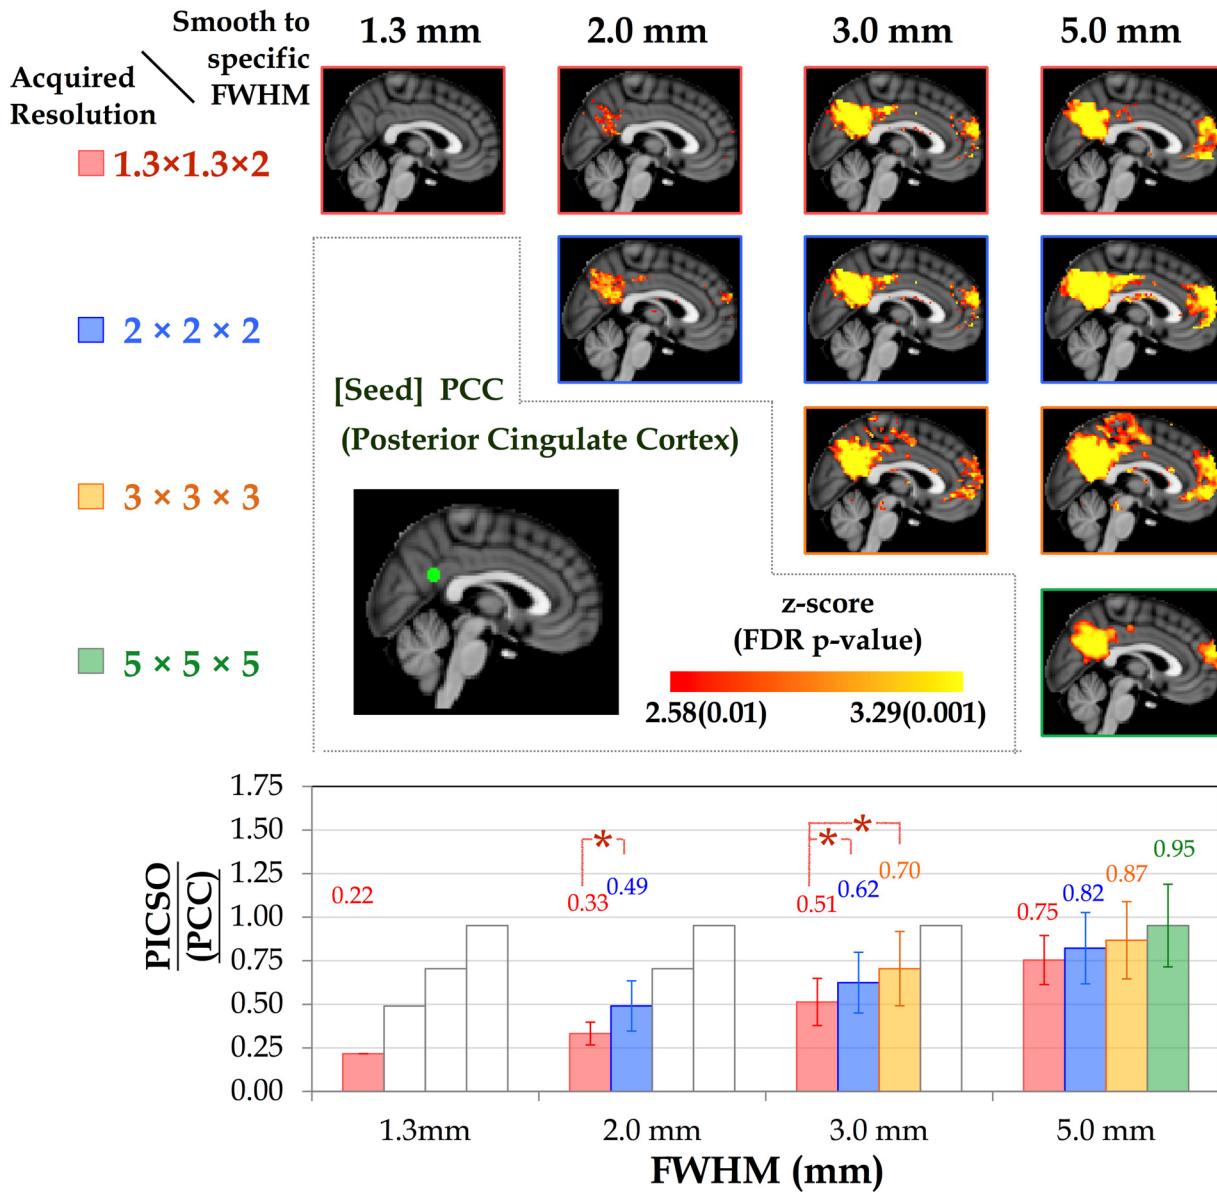 Smooth to
specific
FWHM
Acquired
Resolution
1.3 mm
2.0 mm
3.0 mm
5.0 mm
1.3×1.3×2
2 × 2 × 2
3 × 3 × 3
5 × 5 × 5
[Seed] PCC
(Posterior Cingulate Cortex)
z-score
(FDR p-value)
2.58(0.01)
3.29(0.001)
PICSO
(PCC)
1.75
1.50
1.25
1.00
0.75
0.50
0.25
0.00
0.22
*
0.33
0.49
*
*
0.51
0.62
0.70
0.75
0.82
0.87
0.95
1.3mm
2.0 mm
3.0 mm
5.0 mm
FWHM (mm)